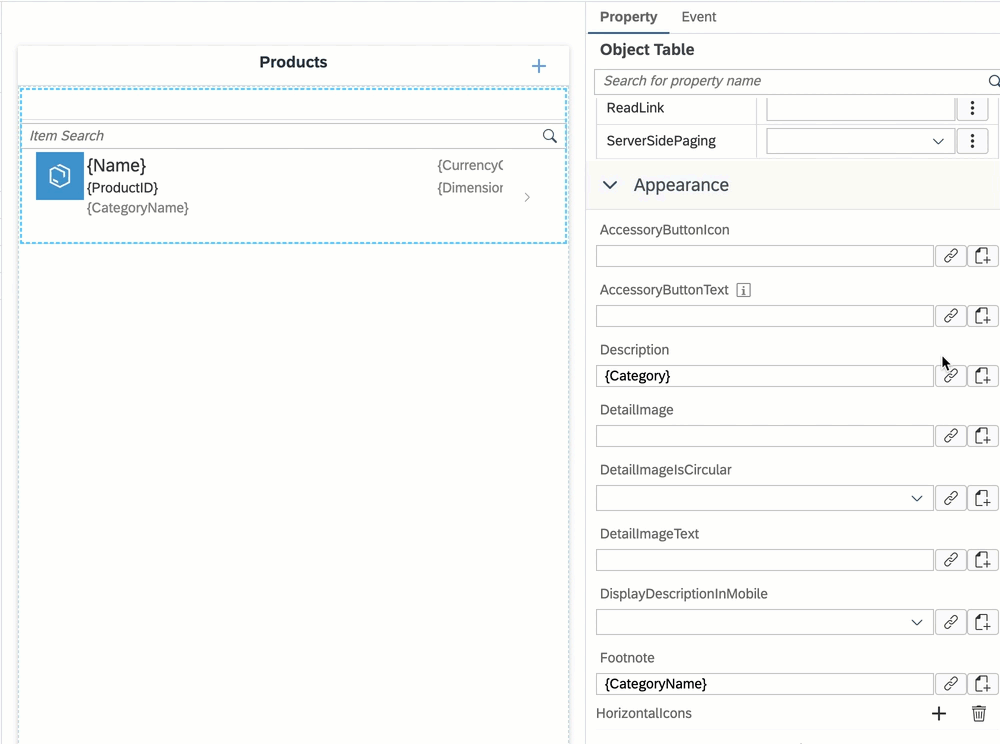 Products
+
Item Search
{Name}
{ProductID}
{CategoryName}
{CurrencyC
{Dimension
Property
Event
Object Table
Search for property name
ReadLink
ServerSidePaging
Appearance
AccessoryButtonIcon
AccessoryButtonText i
Description
{Category}
DetailImage
DetailImageIsCircular
DetailImageText
DisplayDescriptionInMobile
Footnote
{CategoryName}
HorizontalIcons +